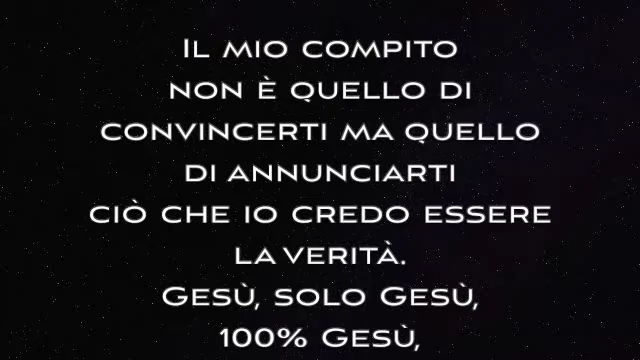 Il mio compito
non è quello di
convincerti ma quello
di annunciarti
ciò che io credo essere
la verità.
Gesù, solo Gesù,
100% Gesù,